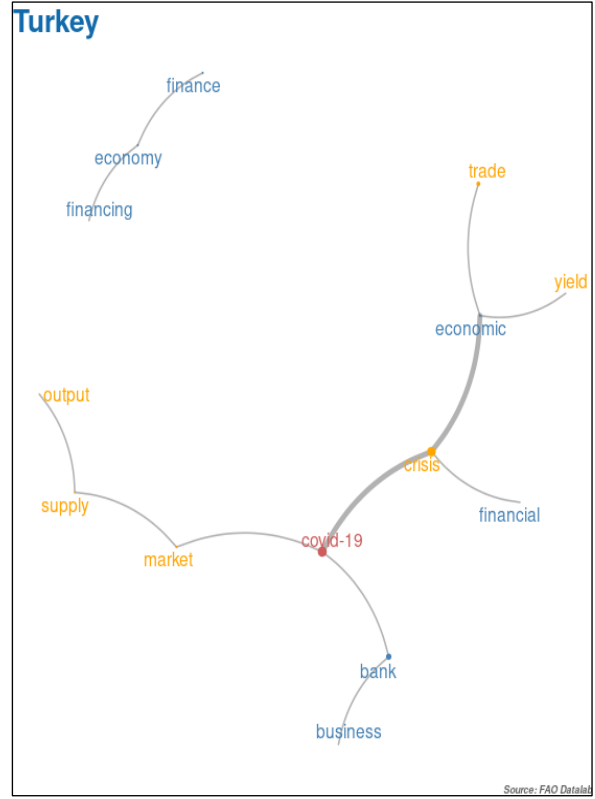 Turkey
finance
economy
trade
financing
yield
economic
output
crisis
supply
financial
covid-19
market
bank
business
Source: FAO Datalab